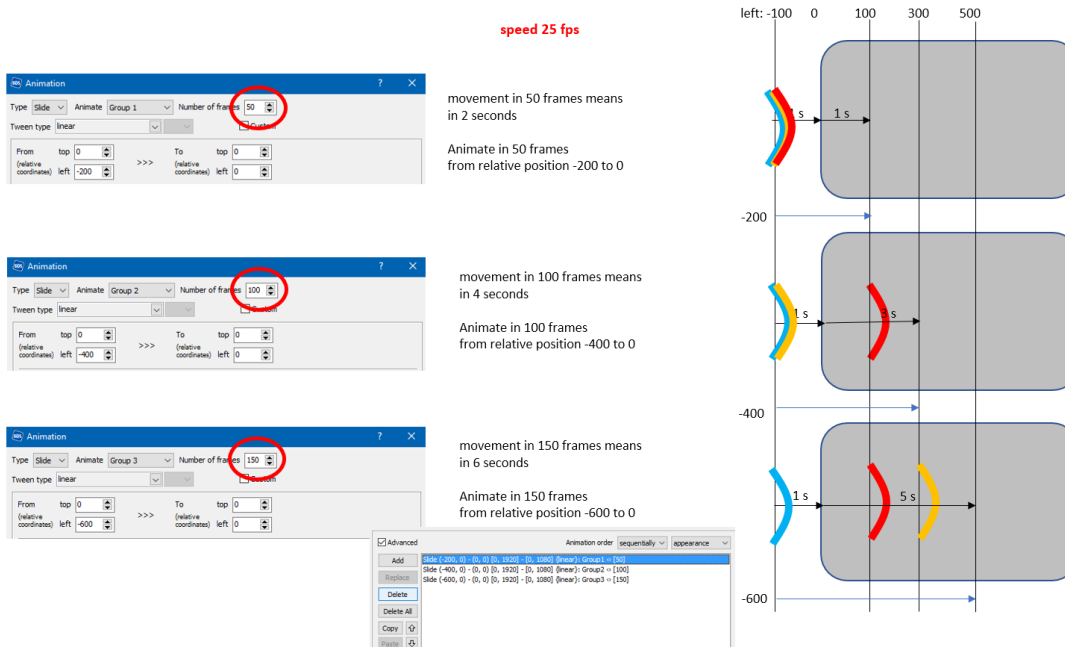 speed 25 fps
left: -100 0 100 300 500
SDS Animation ? ×
Type Slide Animate Group 1 Number of frames 50
Tween type linear Custom
From top 0 To top 0
(relative coordinates) left -200 >>> (relative coordinates) left 0
movement in 50 frames means
in 2 seconds
Animate in 50 frames
from relative position -200 to 0
1 s 1 s
-200
SDS Animation ? ×
Type Slide Animate Group 2 Number of frames 100
Tween type linear Custom
From top 0 To top 0
(relative coordinates) left -400 >>> (relative coordinates) left 0
movement in 100 frames means
in 4 seconds
Animate in 100 frames
from relative position -400 to 0
1 s 3 s
-400
SDS Animation ? ×
Type Slide Animate Group 3 Number of frames 150
Tween type linear Custom
From top 0 To top 0
(relative coordinates) left -600 >>> (relative coordinates) left 0
movement in 150 frames means
in 6 seconds
Animate in 150 frames
from relative position -600 to 0
1 s 5 s
-600
Advanced Animation order sequentially appearance
Add
Replace
Delete
Delete All
Copy
Paste
Slide (-200, 0) - (0, 0) [0, 1920] - [0, 1080] {linear}: Group1 ↔ [50]
Slide (-400, 0) - (0, 0) [0, 1920] - [0, 1080] {linear}: Group2 ↔ [100]
Slide (-600, 0) - (0, 0) [0, 1920] - [0, 1080] {linear}: Group3 ↔ [150]